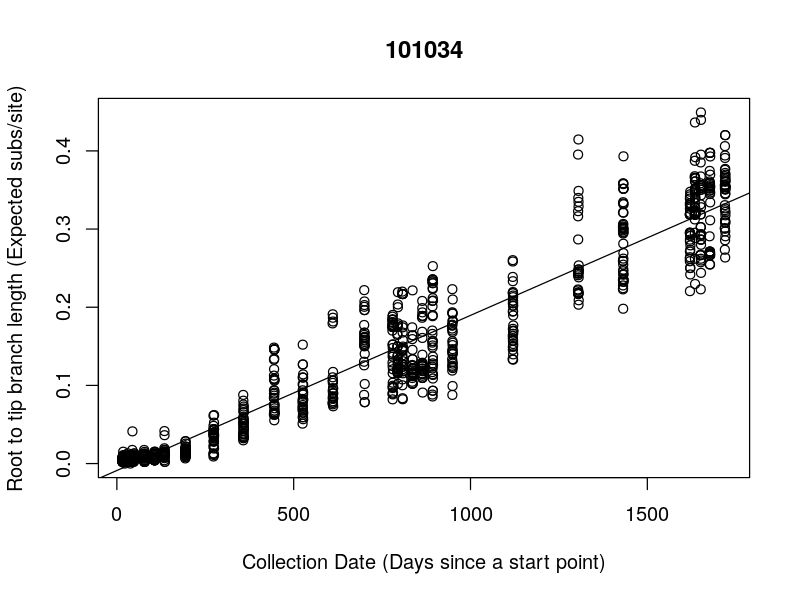 101034
Root to tip branch length (Expected subs/site)
0.4
0.3
0.2
0.1
0.0
0 500 1000 1500
Collection Date (Days since a start point)